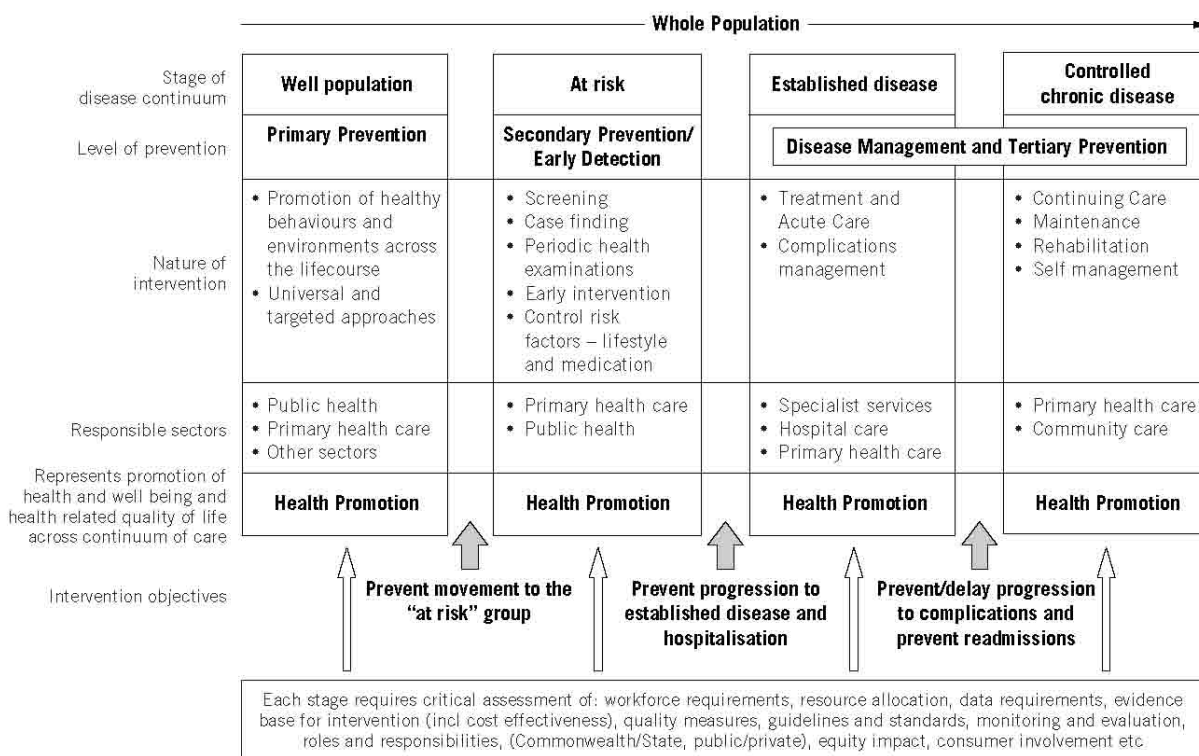 Whole Population
Stage of
disease continuum
Well population
At risk
Established disease
Controlled
chronic disease
Level of prevention
Primary Prevention
Secondary Prevention/
Early Detection
Disease Management and Tertiary Prevention
Nature of
intervention
• Promotion of healthy
behaviours and
environments across
the lifecourse
• Universal and
targeted approaches
• Screening
• Case finding
• Periodic health
examinations
• Early intervention
• Control risk
factors – lifestyle
and medication
• Treatment and
Acute Care
• Complications
management
• Continuing Care
• Maintenance
• Rehabilitation
• Self management
Responsible sectors
• Public health
• Primary health care
• Other sectors
• Primary health care
• Public health
• Specialist services
• Hospital care
• Primary health care
• Primary health care
• Community care
Represents promotion of
health and well being and
health related quality of life
across continuum of care
Health Promotion
Health Promotion
Health Promotion
Health Promotion
Intervention objectives
Prevent movement to the
“at risk” group
Prevent progression to
established disease and
hospitalisation
Prevent/delay progression
to complications and
prevent readmissions
Each stage requires critical assessment of: workforce requirements, resource allocation, data requirements, evidence
base for intervention (incl cost effectiveness), quality measures, guidelines and standards, monitoring and evaluation,
roles and responsibilities, (Commonwealth/State, public/private), equity impact, consumer involvement etc